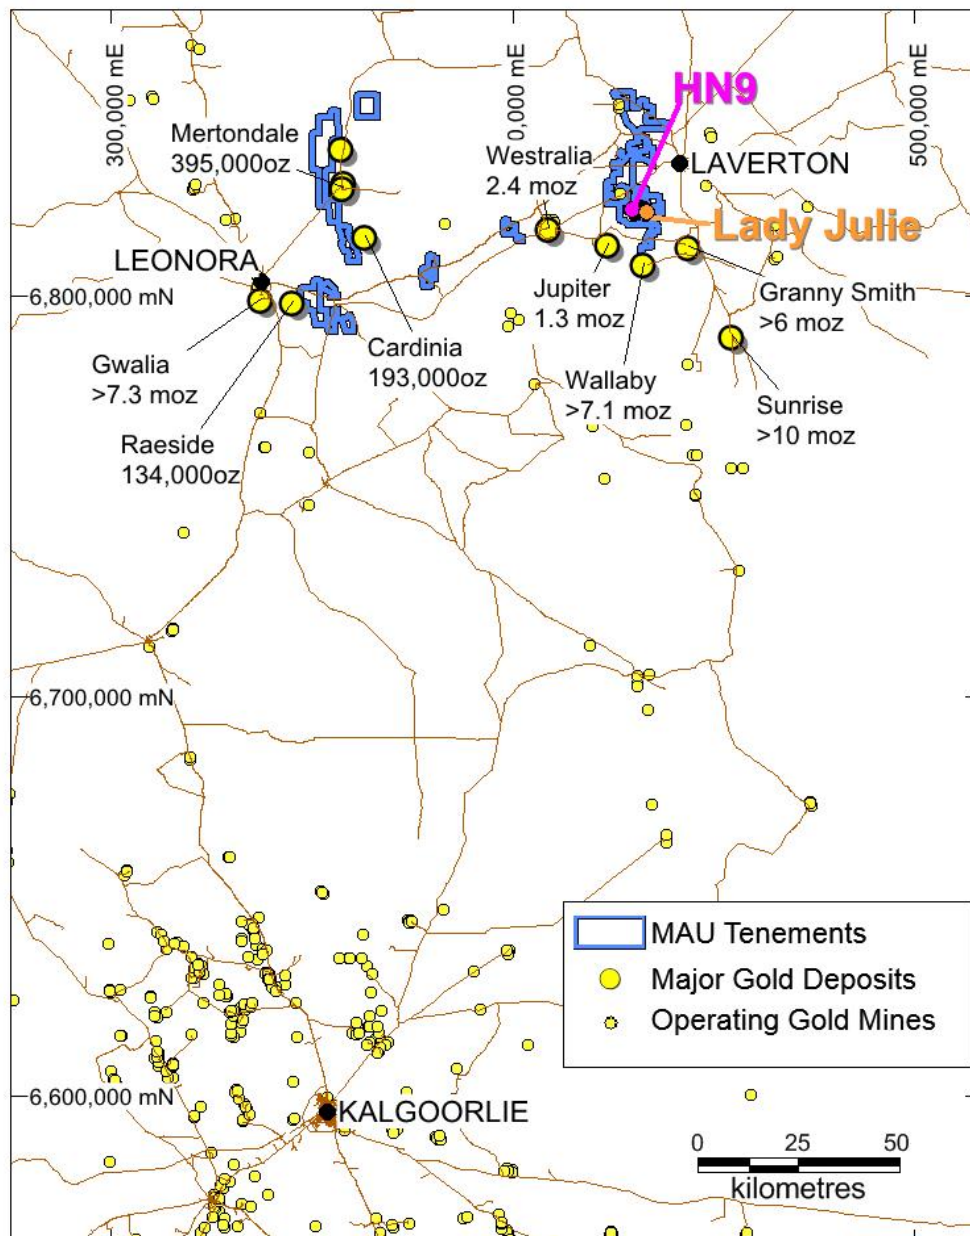 300,000 mE
0,000 mE
500,000 mE
HN9
Mertondale
395,000oz
Westralia
2.4 moz
LAVERTON
Lady Julie
LEONORA
6,800,000 mN
Jupiter
1.3 moz
Granny Smith
>6 moz
Gwalia
>7.3 moz
Cardinia
193,000oz
Wallaby
>7.1 moz
Sunrise
>10 moz
Raeside
134,000oz
6,700,000 mN
MAU Tenements
Major Gold Deposits
Operating Gold Mines
6,600,000 mN
KALGOORLIE
0 25 50
kilometres